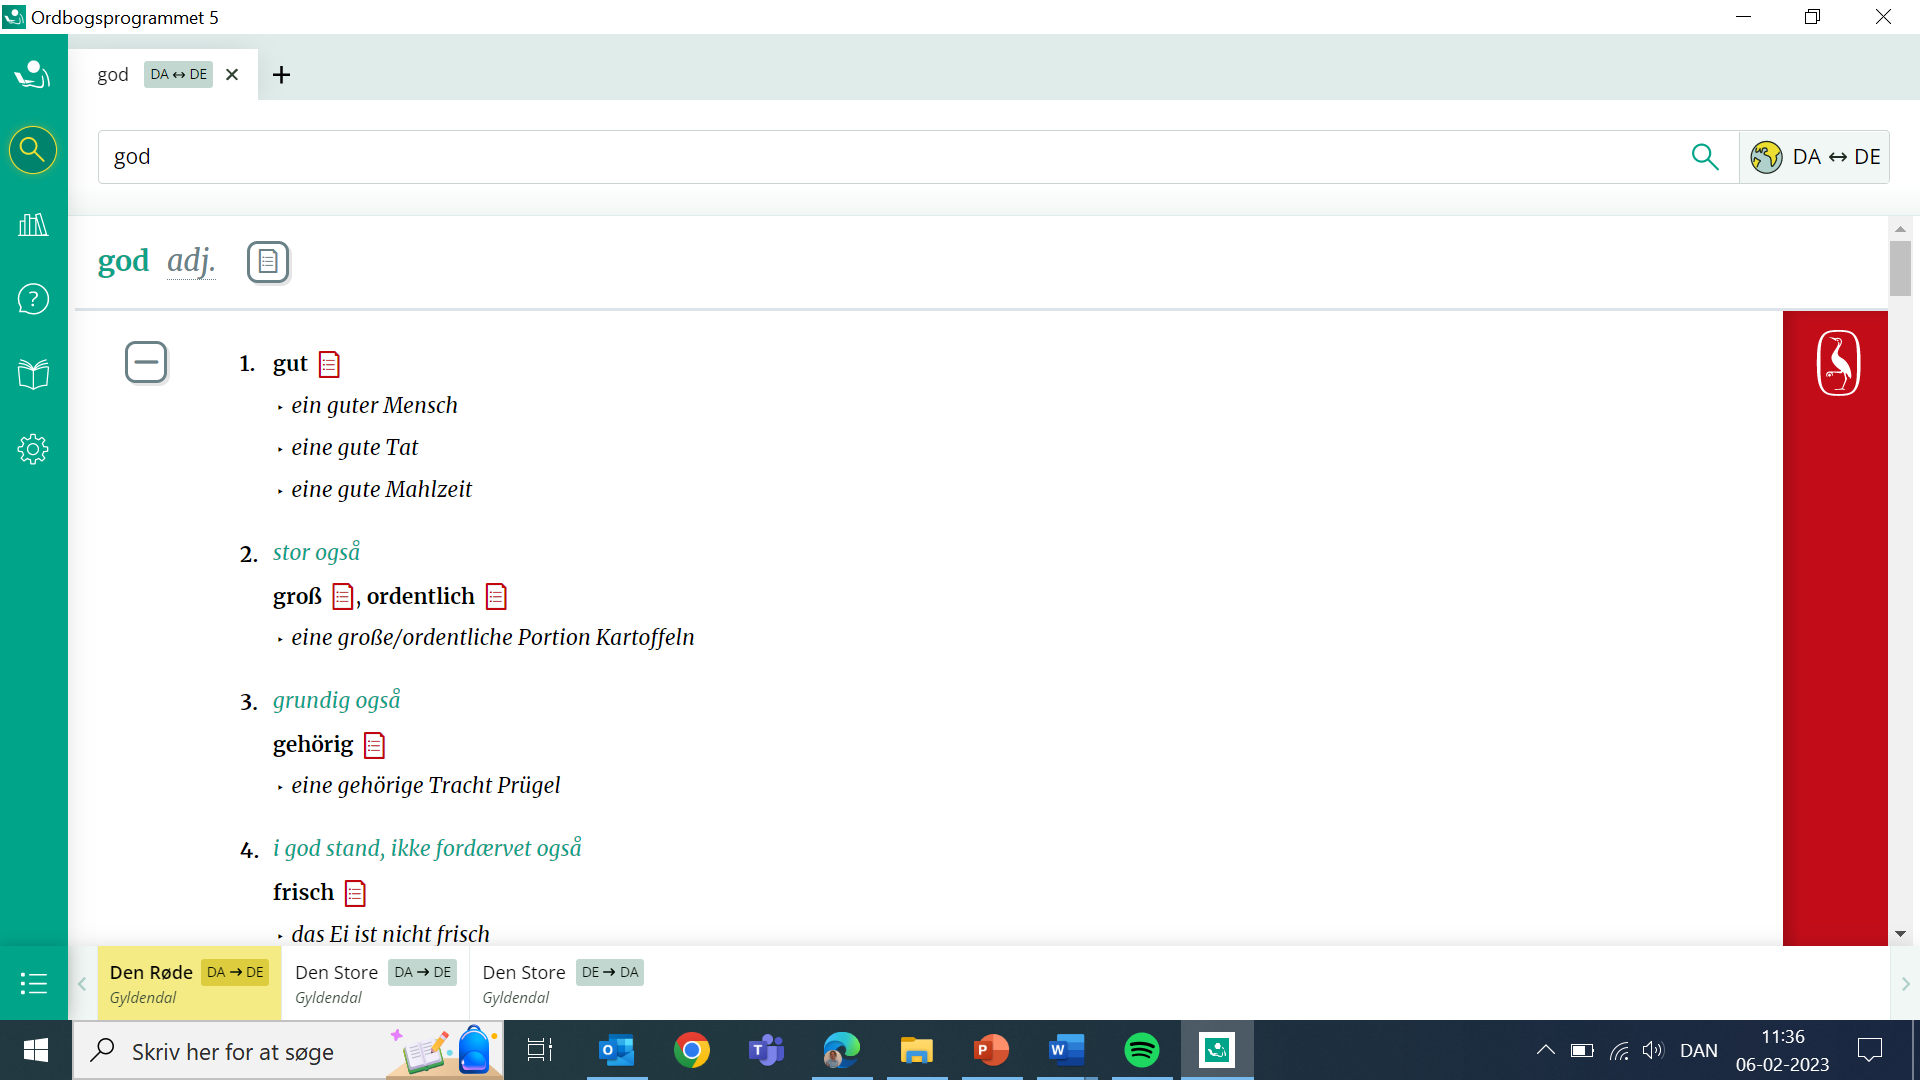 Ordbogsprogrammet 5
god DA ↔ DE
god
DA ↔ DE
god adj.
1. gut
‣ ein guter Mensch
‣ eine gute Tat
‣ eine gute Mahlzeit
2. stor også
groß, ordentlich
‣ eine große/ordentliche Portion Kartoffeln
3. grundig også
gehörig
‣ eine gehörige Tracht Prügel
4. i god stand, ikke fordærvet også
frisch
‣ das Ei ist nicht frisch
Den Røde DA → DE
Gyldendal
Den Store DA → DE
Gyldendal
Den Store DE → DA
Gyldendal
Skriv her for at søge
DAN
11:36
06-02-2023